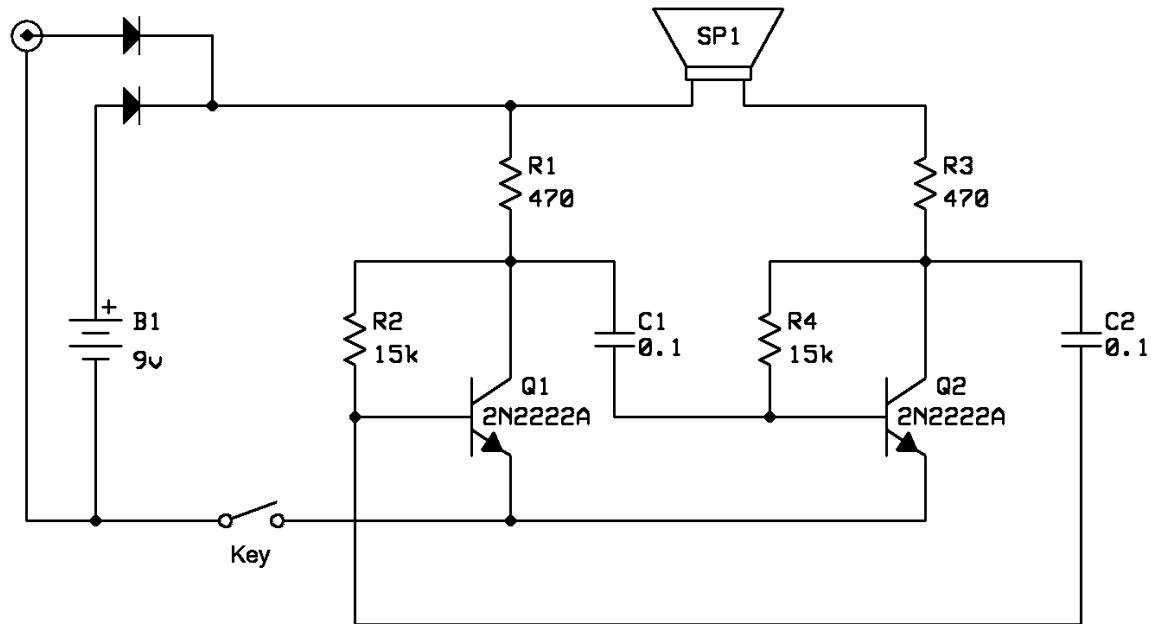 SP1
R1
470
R3
470
+
B1
9v
R2
15k
C1
0.1
R4
15k
C2
0.1
Q1
2N2222A
Q2
2N2222A
Key